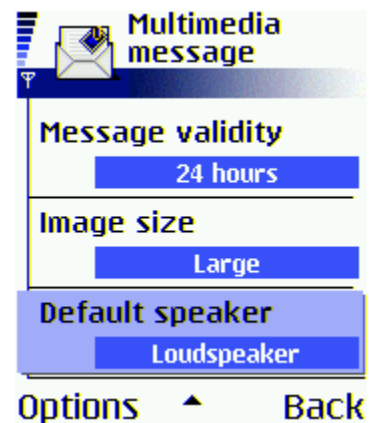 Multimedia
message
Message validity
24 hours
Image size
Large
Default speaker
Loudspeaker
Options
Back